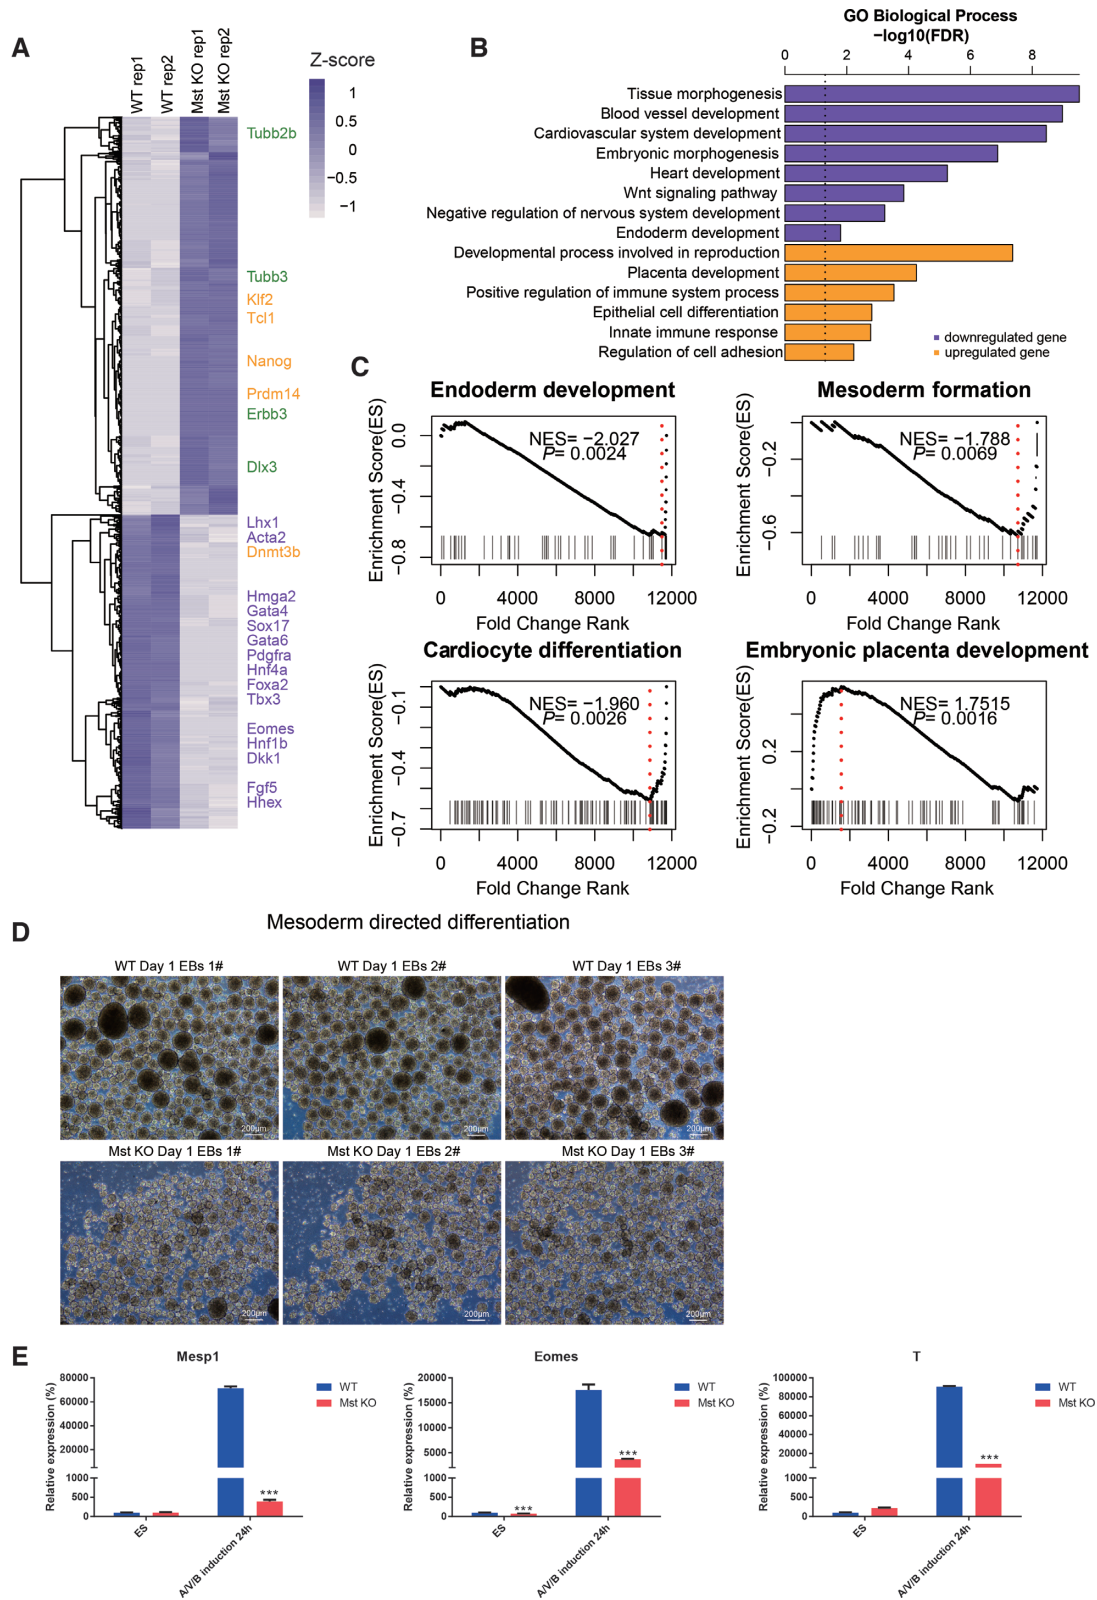 A
WT rep1
WT rep2
Mst KO rep1
Mst KO rep2
Z-score
1
0.5
0
−0.5
−1
Tubb2b
Tubb3
Klf2
Tcl1
Nanog
Prdm14
Erbb3
Dlx3
Lhx1
Acta2
Dnmt3b
Hmga2
Gata4
Sox17
Gata6
Pdgfra
Hnf4a
Foxa2
Tbx3
Eomes
Hnf1b
Dkk1
Fgf5
Hhex
B
GO Biological Process
−log10(FDR)
0 2 4 6 8
Tissue morphogenesis
Blood vessel development
Cardiovascular system development
Embryonic morphogenesis
Heart development
Wnt signaling pathway
Negative regulation of nervous system development
Endoderm development
Developmental process involved in reproduction
Placenta development
Positive regulation of immune system process
Epithelial cell differentiation
Innate immune response
Regulation of cell adhesion
downregulated gene
upregulated gene
C
Endoderm development
Enrichment Score(ES)
0.0
−0.4
−0.8
NES= −2.027
P= 0.0024
0 4000 8000 12000
Fold Change Rank
Mesoderm formation
Enrichment Score(ES)
−0.2
−0.6
NES= −1.788
P= 0.0069
0 4000 8000 12000
Fold Change Rank
Cardiocyte differentiation
Enrichment Score(ES)
−0.1
−0.4
−0.7
NES= −1.960
P= 0.0026
0 4000 8000 12000
Fold Change Rank
Embryonic placenta development
Enrichment Score(ES)
0.2
−0.2
NES= 1.7515
P= 0.0016
0 4000 8000 12000
Fold Change Rank
D
Mesoderm directed differentiation
WT Day 1 EBs 1#
WT Day 1 EBs 2#
WT Day 1 EBs 3#
200μm
200μm
200μm
Mst KO Day 1 EBs 1#
Mst KO Day 1 EBs 2#
Mst KO Day 1 EBs 3#
200μm
200μm
200μm
E
Mesp1
Relative expression (%)
80000
60000
40000
20000
1000
500
0
***
ES
A/V/B induction 24h
WT
Mst KO
Eomes
Relative expression (%)
20000
15000
10000
5000
1000
500
0
***
***
ES
A/V/B induction 24h
WT
Mst KO
T
Relative expression (%)
100000
80000
60000
40000
20000
1000
500
0
***
ES
A/V/B induction 24h
WT
Mst KO